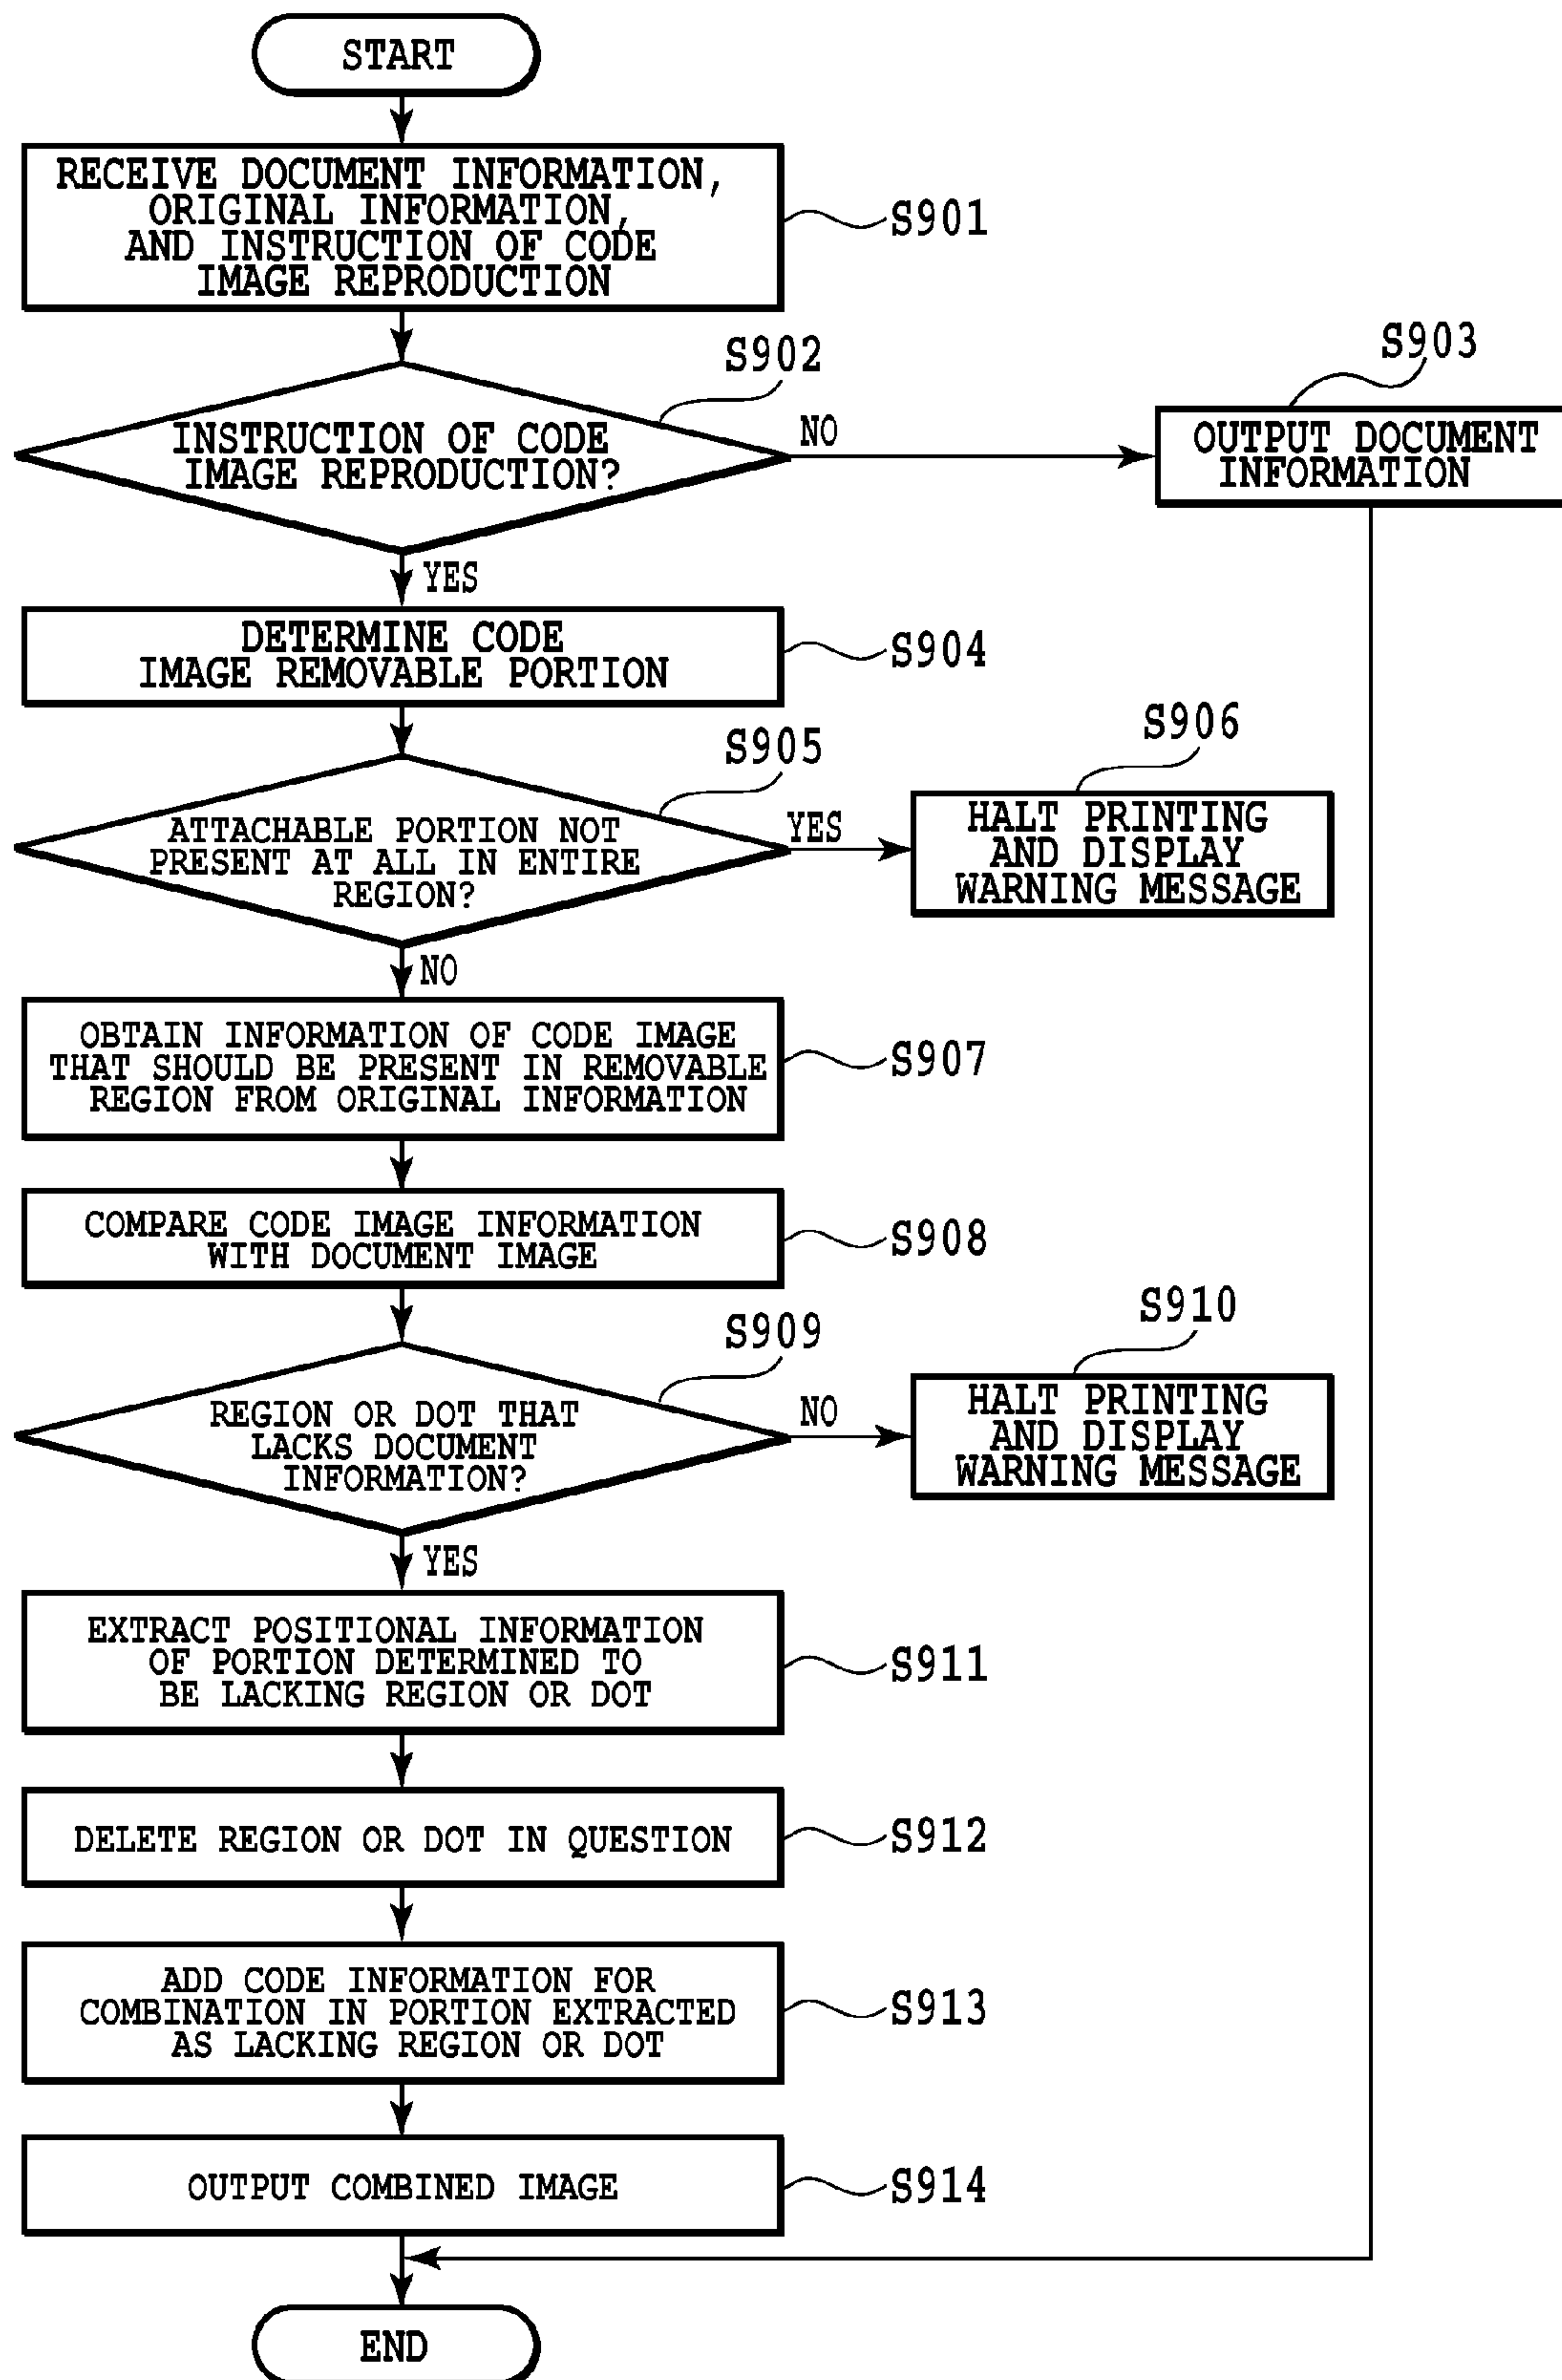 START
RECEIVE DOCUMENT INFORMATION,
ORIGINAL INFORMATION,
AND INSTRUCTION OF CODE
IMAGE REPRODUCTION
S901
S902
INSTRUCTION OF CODE
IMAGE REPRODUCTION?
NO
YES
S903
OUTPUT DOCUMENT
INFORMATION
DETERMINE CODE
IMAGE REMOVABLE PORTION
S904
S905
ATTACHABLE PORTION NOT
PRESENT AT ALL IN ENTIRE
REGION?
YES
NO
S906
HALT PRINTING
AND DISPLAY
WARNING MESSAGE
OBTAIN INFORMATION OF CODE IMAGE
THAT SHOULD BE PRESENT IN REMOVABLE
REGION FROM ORIGINAL INFORMATION
S907
COMPARE CODE IMAGE INFORMATION
WITH DOCUMENT IMAGE
S908
S909
REGION OR DOT THAT
LACKS DOCUMENT
INFORMATION?
NO
YES
S910
HALT PRINTING
AND DISPLAY
WARNING MESSAGE
EXTRACT POSITIONAL INFORMATION
OF PORTION DETERMINED TO
BE LACKING REGION OR DOT
S911
DELETE REGION OR DOT IN QUESTION
S912
ADD CODE INFORMATION FOR
COMBINATION IN PORTION EXTRACTED
AS LACKING REGION OR DOT
S913
OUTPUT COMBINED IMAGE
S914
END